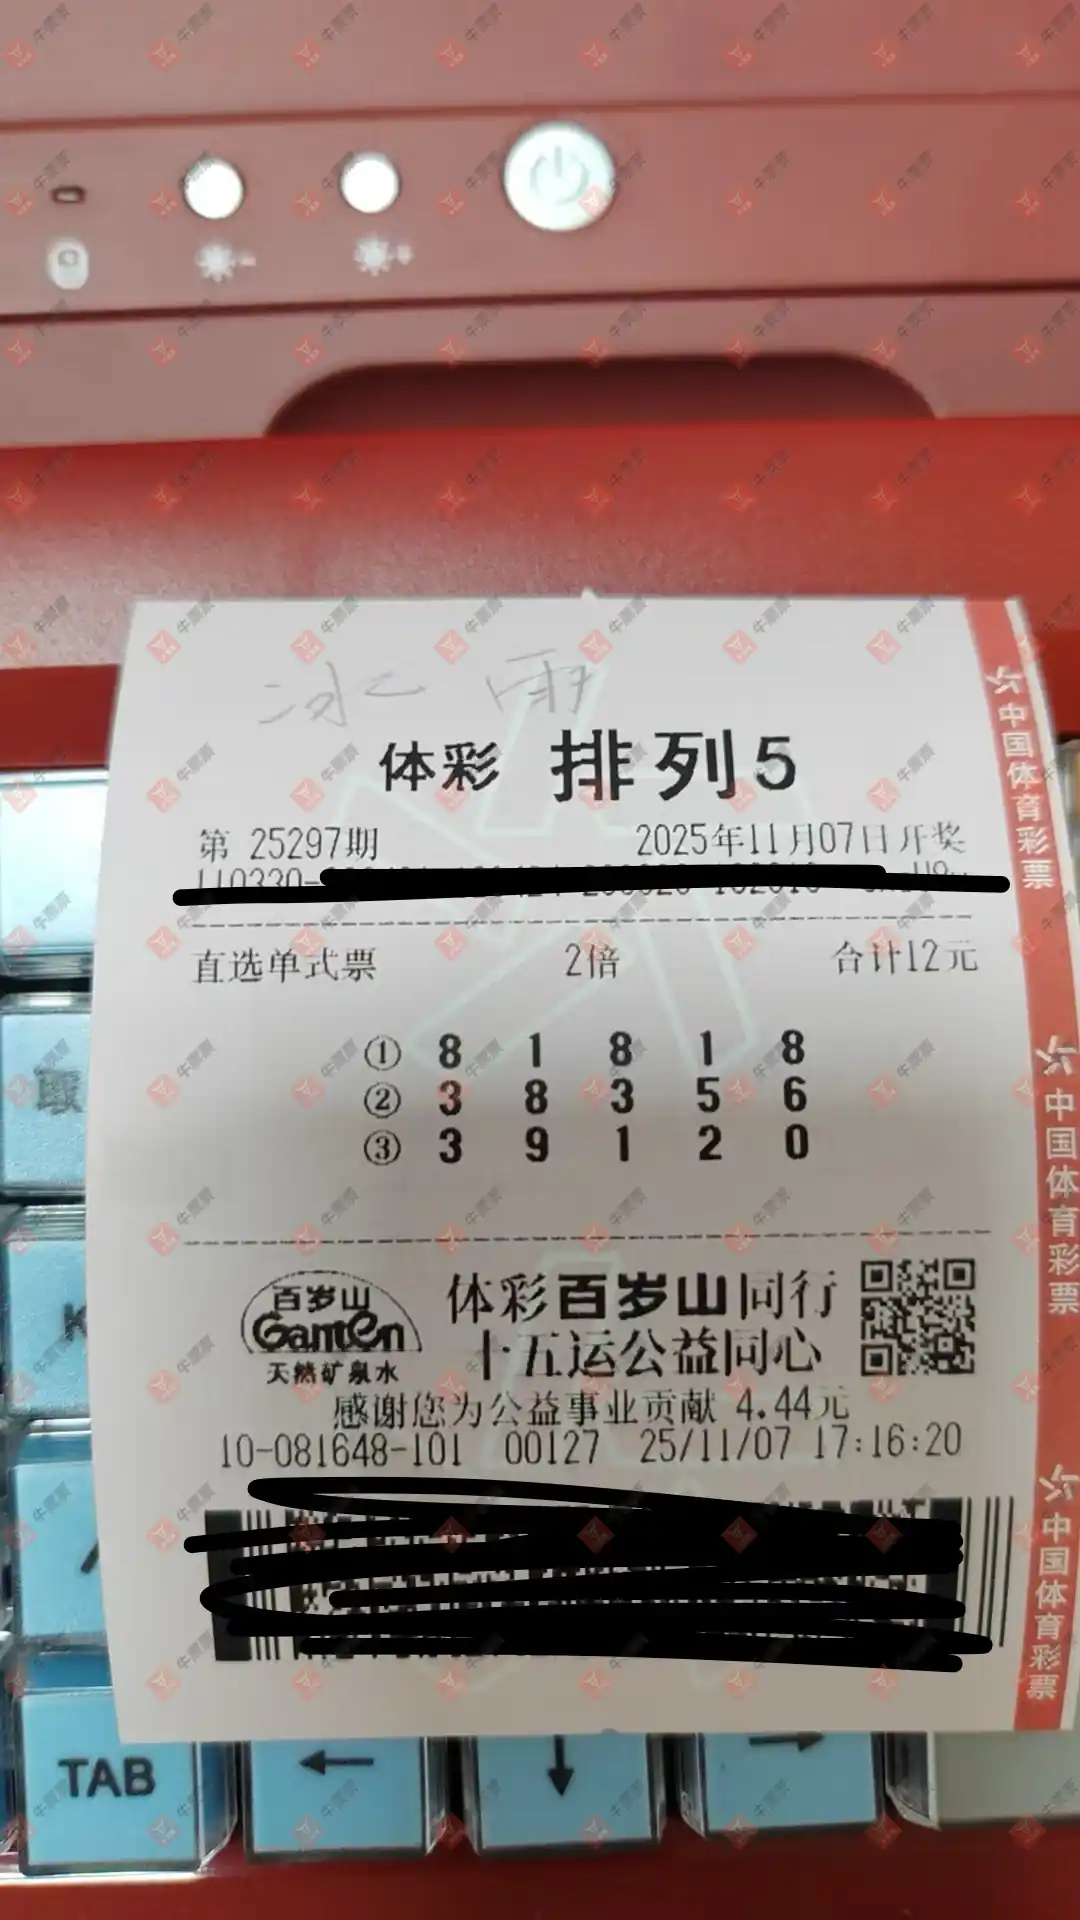 冰雨
体彩 排列5
第 25297期 2025年11月07日开奖
110330-
直选单式票 2倍 合计12元
① 8 1 8 1 8
② 3 8 3 5 6
③ 3 9 1 2 0
百岁山
Ganten
天然矿泉水
体彩百岁山同行
十五运公益同心
感谢您为公益事业贡献 4.44元
10-081648-101 00127 25/11/07 17:16:20
中国体育彩票
中国体育彩票
中国体育彩票
K
TAB
←
↓
→
牛票票